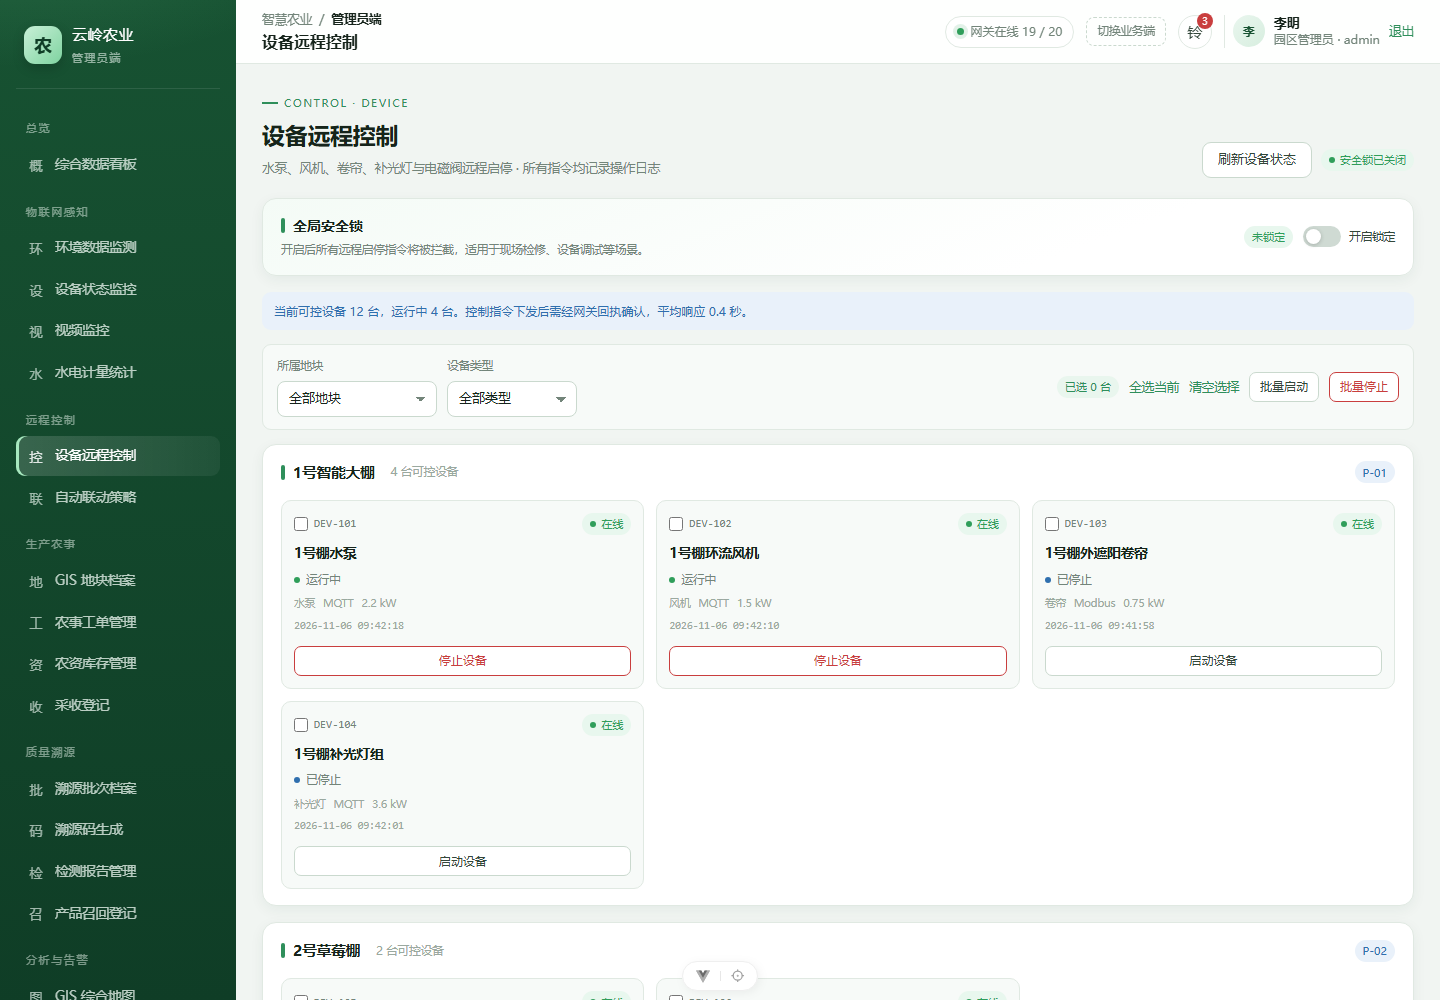 农
云岭农业
管理员端
总览
概 综合数据看板
物联网感知
环 环境数据监测
设 设备状态监控
视 视频监控
水 水电计量统计
远程控制
控 设备远程控制
联 自动联动策略
生产农事
地 GIS 地块档案
工 农事工单管理
资 农资库存管理
收 采收登记
质量溯源
批 溯源批次档案
码 溯源码生成
检 检测报告管理
召 产品召回登记
分析与告警
图 GIS 综合地图
智慧农业 / 管理员端
设备远程控制
网关在线 19 / 20
切换业务端
铃 3
李
李明
园区管理员 · admin
退出
CONTROL · DEVICE
设备远程控制
水泵、风机、卷帘、补光灯与电磁阀远程启停 · 所有指令均记录操作日志
刷新设备状态
安全锁已关闭
全局安全锁
开启后所有远程启停指令将被拦截，适用于现场检修、设备调试等场景。
未锁定
开启锁定
当前可控设备 12 台，运行中 4 台。控制指令下发后需经网关回执确认，平均响应 0.4 秒。
所属地块
全部地块
设备类型
全部类型
已选 0 台 全选当前 清空选择 批量启动 批量停止
1号智能大棚 4 台可控设备 P-01
DEV-101 在线
1号棚水泵
运行中
水泵 MQTT 2.2 kW
2026-11-06 09:42:18
停止设备
DEV-102 在线
1号棚环流风机
运行中
风机 MQTT 1.5 kW
2026-11-06 09:42:10
停止设备
DEV-103 在线
1号棚外遮阳卷帘
已停止
卷帘 Modbus 0.75 kW
2026-11-06 09:41:58
启动设备
DEV-104 在线
1号棚补光灯组
已停止
补光灯 MQTT 3.6 kW
2026-11-06 09:42:01
启动设备
2号草莓棚 2 台可控设备 P-02